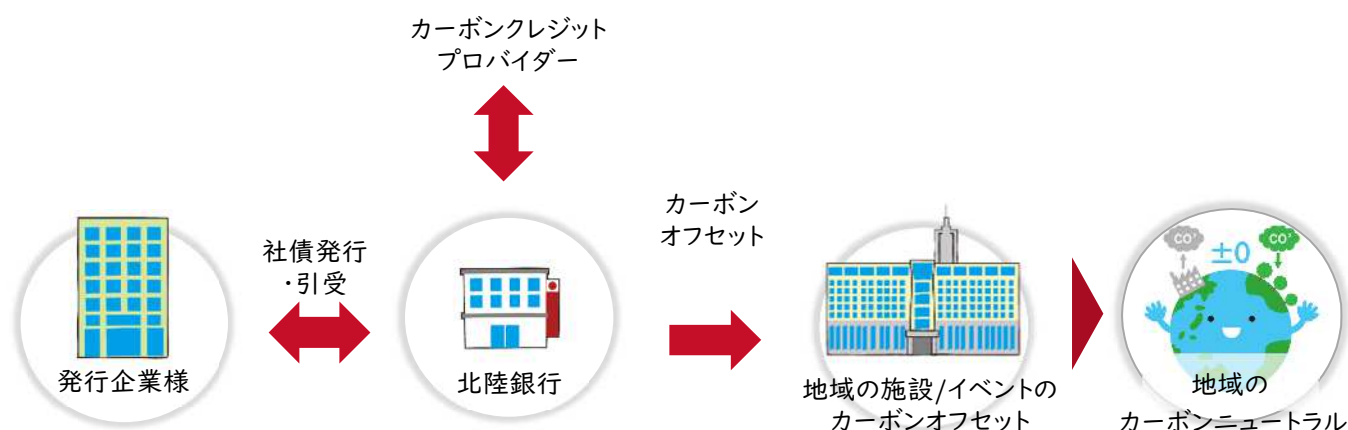 カーボンクレジット
プロバイダー
社債発行
・引受
カーボン
オフセット
発行企業様
北陸銀行
地域の施設/イベントの
カーボンオフセット
CO²
±0
CO²
地域の
カーボンニュートラル